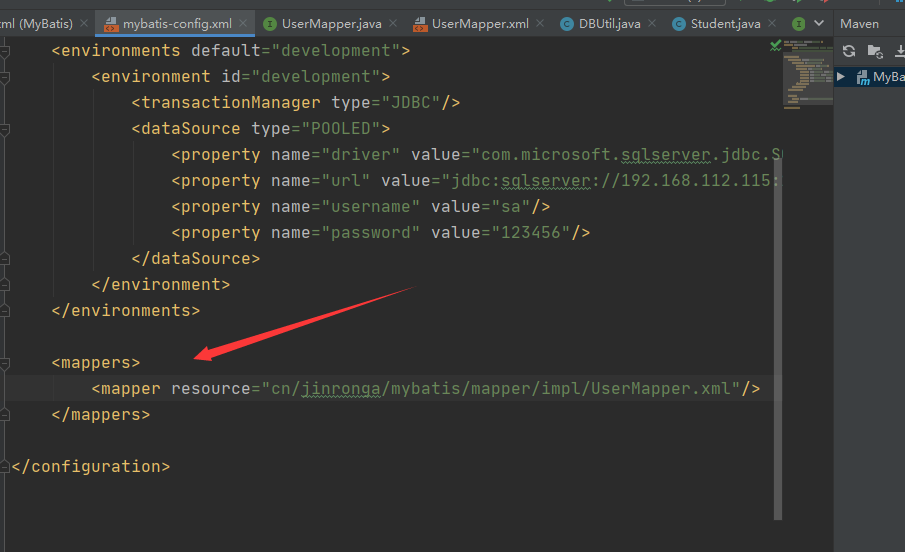 ml (MyBatis) mybatis-config.xml UserMapper.java UserMapper.xml DBUtil.java Student.java Maven
<environments default="development">
<environment id="development">
MyBa
<transactionManager type="JDBC"/>
<dataSource type="POOLED">
<property name="driver" value="com.microsoft.sqlserver.jdbc.S
<property name="url" value="jdbc:sqlserver://192.168.112.115:
<property name="username" value="sa"/>
<property name="password" value="123456"/>
</dataSource>
</environment>
</environments>
<mappers>
<mapper resource="cn/jinronga/mybatis/mapper/impl/UserMapper.xml"/>
</mappers>
</configuration>